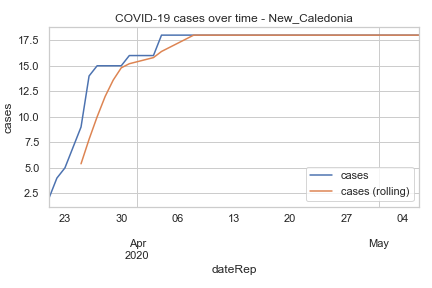 COVID-19 cases over time - New_Caledonia
cases
17.5
15.0
12.5
10.0
7.5
5.0
2.5
cases
cases (rolling)
23 30 06 13 20 27 04
Apr May
2020
dateRep